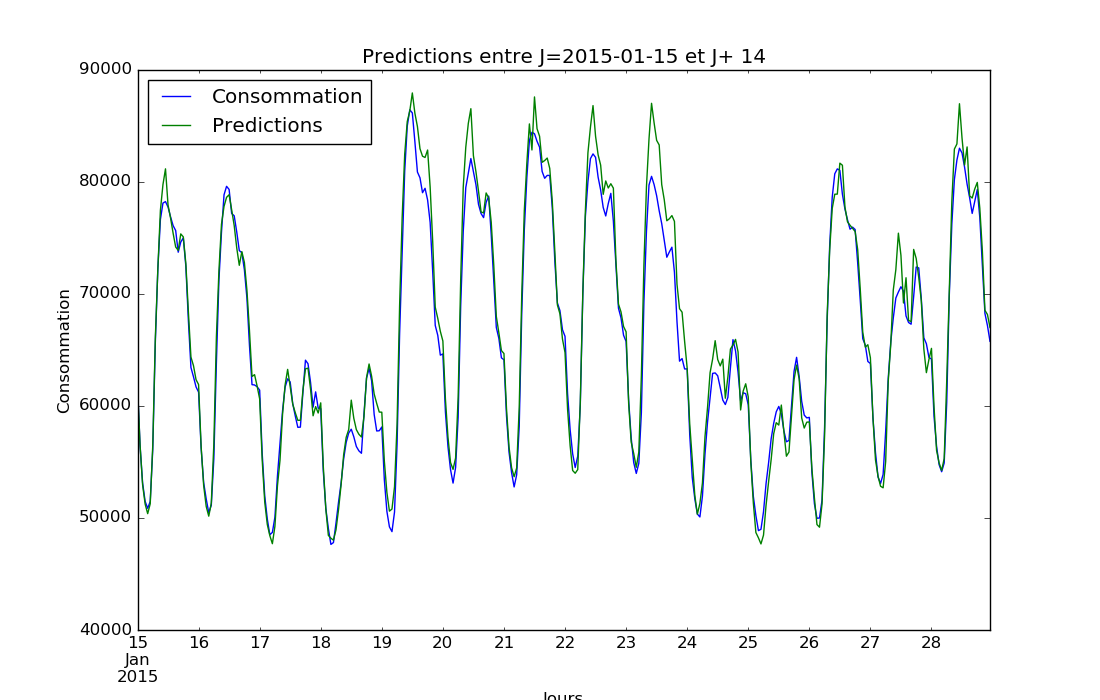 Predictions entre J=2015-01-15 et J+ 14
Consommation
Predictions
90000
80000
70000
60000
50000
40000
Consommation
15 16 17 18 19 20 21 22 23 24 25 26 27 28
Jan
2015
Jours